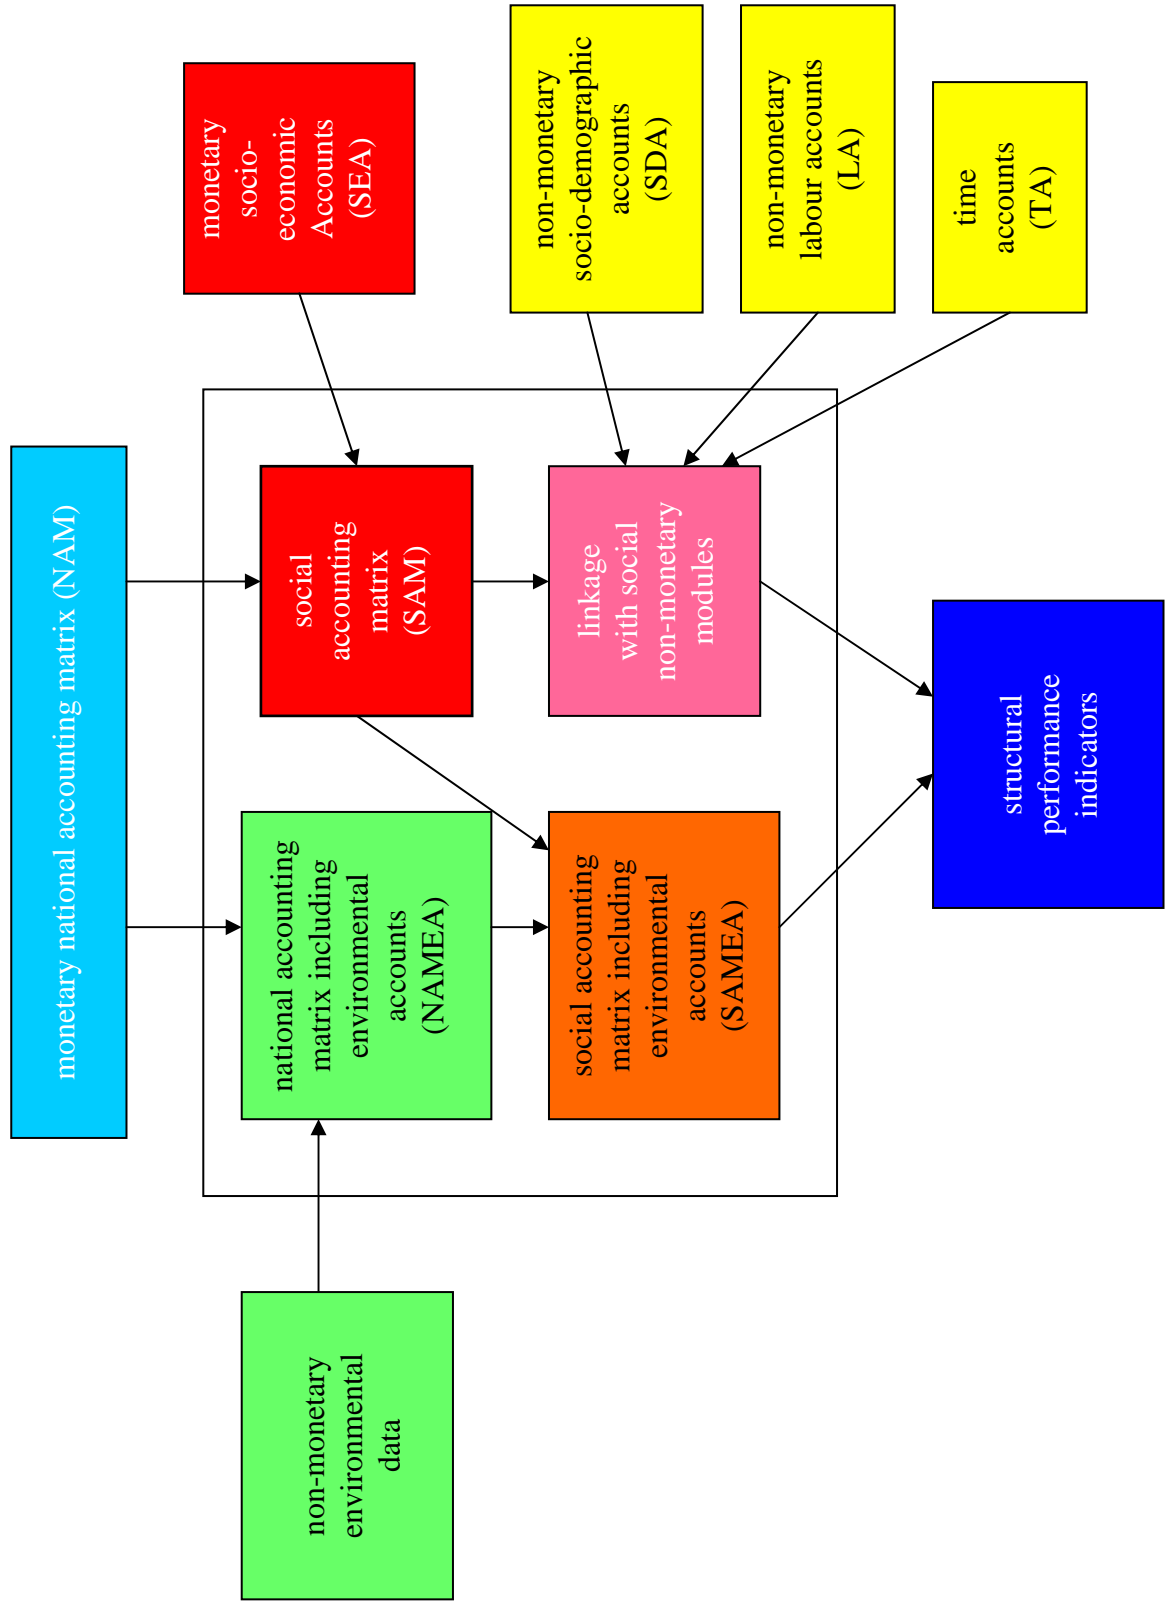 monetary national accounting matrix (NAM)
non-monetary
environmental
data
national accounting
matrix including
environmental
accounts
(NAMEA)
social
accounting
matrix
(SAM)
monetary
socio-
economic
Accounts
(SEA)
social accounting
matrix including
environmental
accounts
(SAMEA)
linkage
with social
non-monetary
modules
non-monetary
socio-demographic
accounts
(SDA)
non-monetary
labour accounts
(LA)
time
accounts
(TA)
structural
performance
indicators